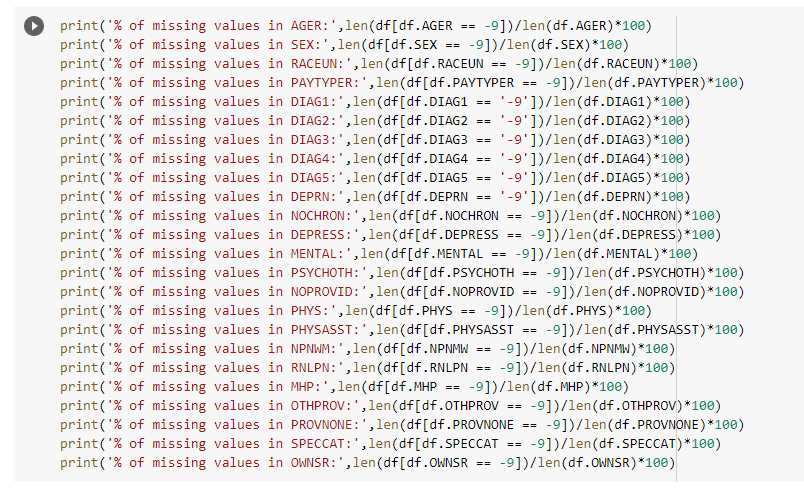 print('% of missing values in AGER:',len(df[df.AGER == -9])/len(df.AGER)*100)
print('% of missing values in SEX:',len(df[df.SEX == -9])/len(df.SEX)*100)
print('% of missing values in RACEUN:',len(df[df.RACEUN == -9])/len(df.RACEUN)*100)
print('% of missing values in PAYTYPER:',len(df[df.PAYTYPER == -9])/len(df.PAYTYPER)*100)
print('% of missing values in DIAG1:',len(df[df.DIAG1 == '-9'])/len(df.DIAG1)*100)
print('% of missing values in DIAG2:',len(df[df.DIAG2 == '-9'])/len(df.DIAG2)*100)
print('% of missing values in DIAG3:',len(df[df.DIAG3 == '-9'])/len(df.DIAG3)*100)
print('% of missing values in DIAG4:',len(df[df.DIAG4 == '-9'])/len(df.DIAG4)*100)
print('% of missing values in DIAG5:',len(df[df.DIAG5 == '-9'])/len(df.DIAG5)*100)
print('% of missing values in DEPRN:',len(df[df.DEPRN == '-9'])/len(df.DEPRN)*100)
print('% of missing values in NOCHRON:',len(df[df.NOCHRON == -9])/len(df.NOCHRON)*100)
print('% of missing values in DEPRESS:',len(df[df.DEPRESS == -9])/len(df.DEPRESS)*100)
print('% of missing values in MENTAL:',len(df[df.MENTAL == -9])/len(df.MENTAL)*100)
print('% of missing values in PSYCHOTH:',len(df[df.PSYCHOTH == -9])/len(df.PSYCHOTH)*100)
print('% of missing values in NOPROVID:',len(df[df.NOPROVID == -9])/len(df.NOPROVID)*100)
print('% of missing values in PHYS:',len(df[df.PHYS == -9])/len(df.PHYS)*100)
print('% of missing values in PHYSASST:',len(df[df.PHYSASST == -9])/len(df.PHYSASST)*100)
print('% of missing values in NPNWM:',len(df[df.NPNMW == -9])/len(df.NPNMW)*100)
print('% of missing values in RNLPN:',len(df[df.RNLPN == -9])/len(df.RNLPN)*100)
print('% of missing values in MHP:',len(df[df.MHP == -9])/len(df.MHP)*100)
print('% of missing values in OTHPROV:',len(df[df.OTHPROV == -9])/len(df.OTHPROV)*100)
print('% of missing values in PROVNONE:',len(df[df.PROVNONE == -9])/len(df.PROVNONE)*100)
print('% of missing values in SPECCAT:',len(df[df.SPECCAT == -9])/len(df.SPECCAT)*100)
print('% of missing values in OWNSR:',len(df[df.OWNSR == -9])/len(df.OWNSR)*100)